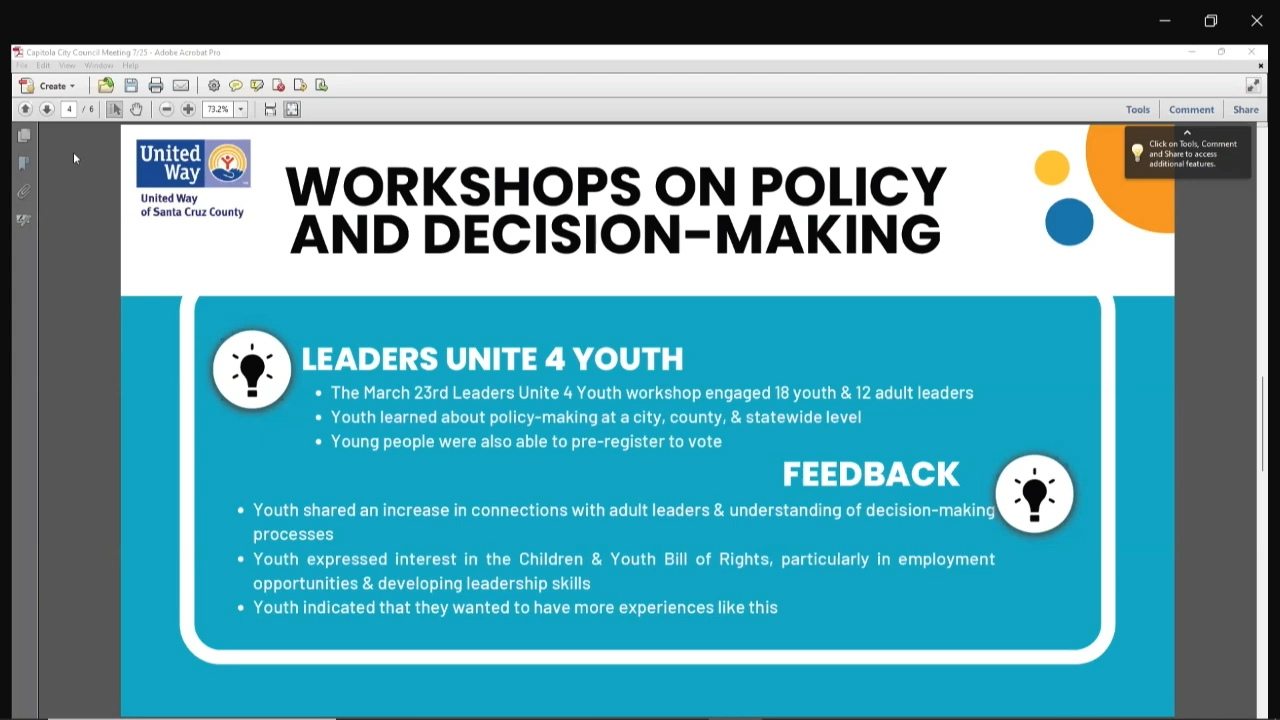 Capitola City Council Meeting 7/25 - Adobe Acrobat Pro
File Edit View Window Help
Create
4 / 6
73.2%
Tools Comment Share
Click on Tools, Comment
and Share to access
additional features.
United
Way
United Way
of Santa Cruz County
WORKSHOPS ON POLICY
AND DECISION-MAKING
LEADERS UNITE 4 YOUTH
• The March 23rd Leaders Unite 4 Youth workshop engaged 18 youth & 12 adult leaders
• Youth learned about policy-making at a city, county, & statewide level
• Young people were also able to pre-register to vote
FEEDBACK
• Youth shared an increase in connections with adult leaders & understanding of decision-making
processes
• Youth expressed interest in the Children & Youth Bill of Rights, particularly in employment
opportunities & developing leadership skills
• Youth indicated that they wanted to have more experiences like this